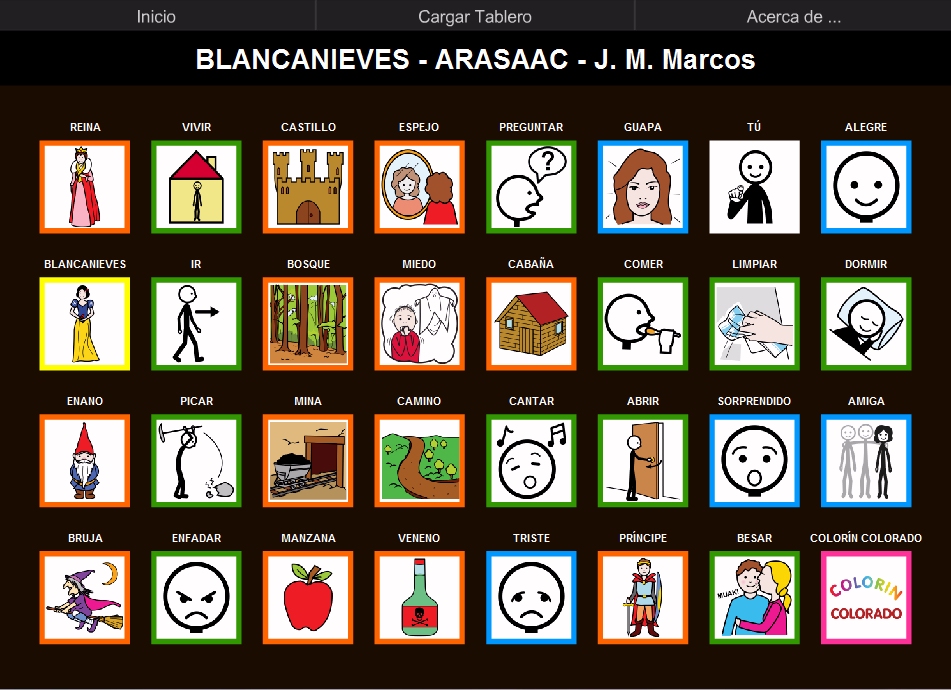 Inicio Cargar Tablero Acerca de ...
BLANCANIEVES - ARASAAC - J. M. Marcos
REINA VIVIR CASTILLO ESPEJO PREGUNTAR GUAPA TÚ ALEGRE
?
BLANCANIEVES IR BOSQUE MIEDO CABAÑA COMER LIMPIAR DORMIR
ENANO PICAR MINA CAMINO CANTAR ABRIR SORPRENDIDO AMIGA
BRUJA ENFADAR MANZANA VENENO TRISTE PRÍNCIPE BESAR COLORÍN COLORADO
MUAK!
COLORÍN
COLORADO